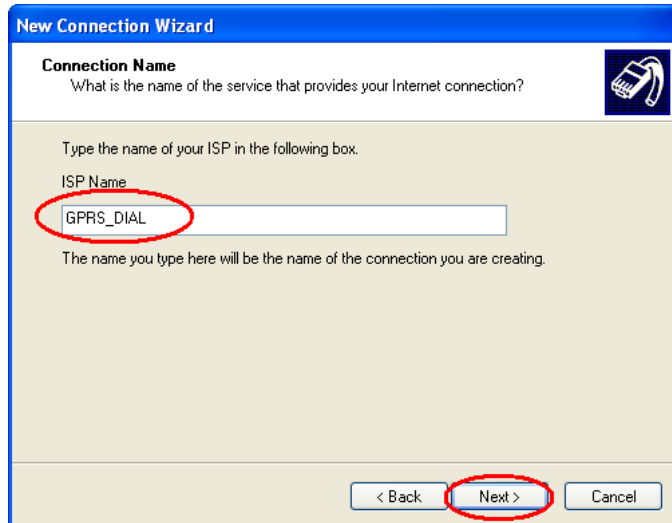 New Connection Wizard
Connection Name
What is the name of the service that provides your Internet connection?
Type the name of your ISP in the following box.
ISP Name
GPRS_DIAL
The name you type here will be the name of the connection you are creating.
< Back Next > Cancel